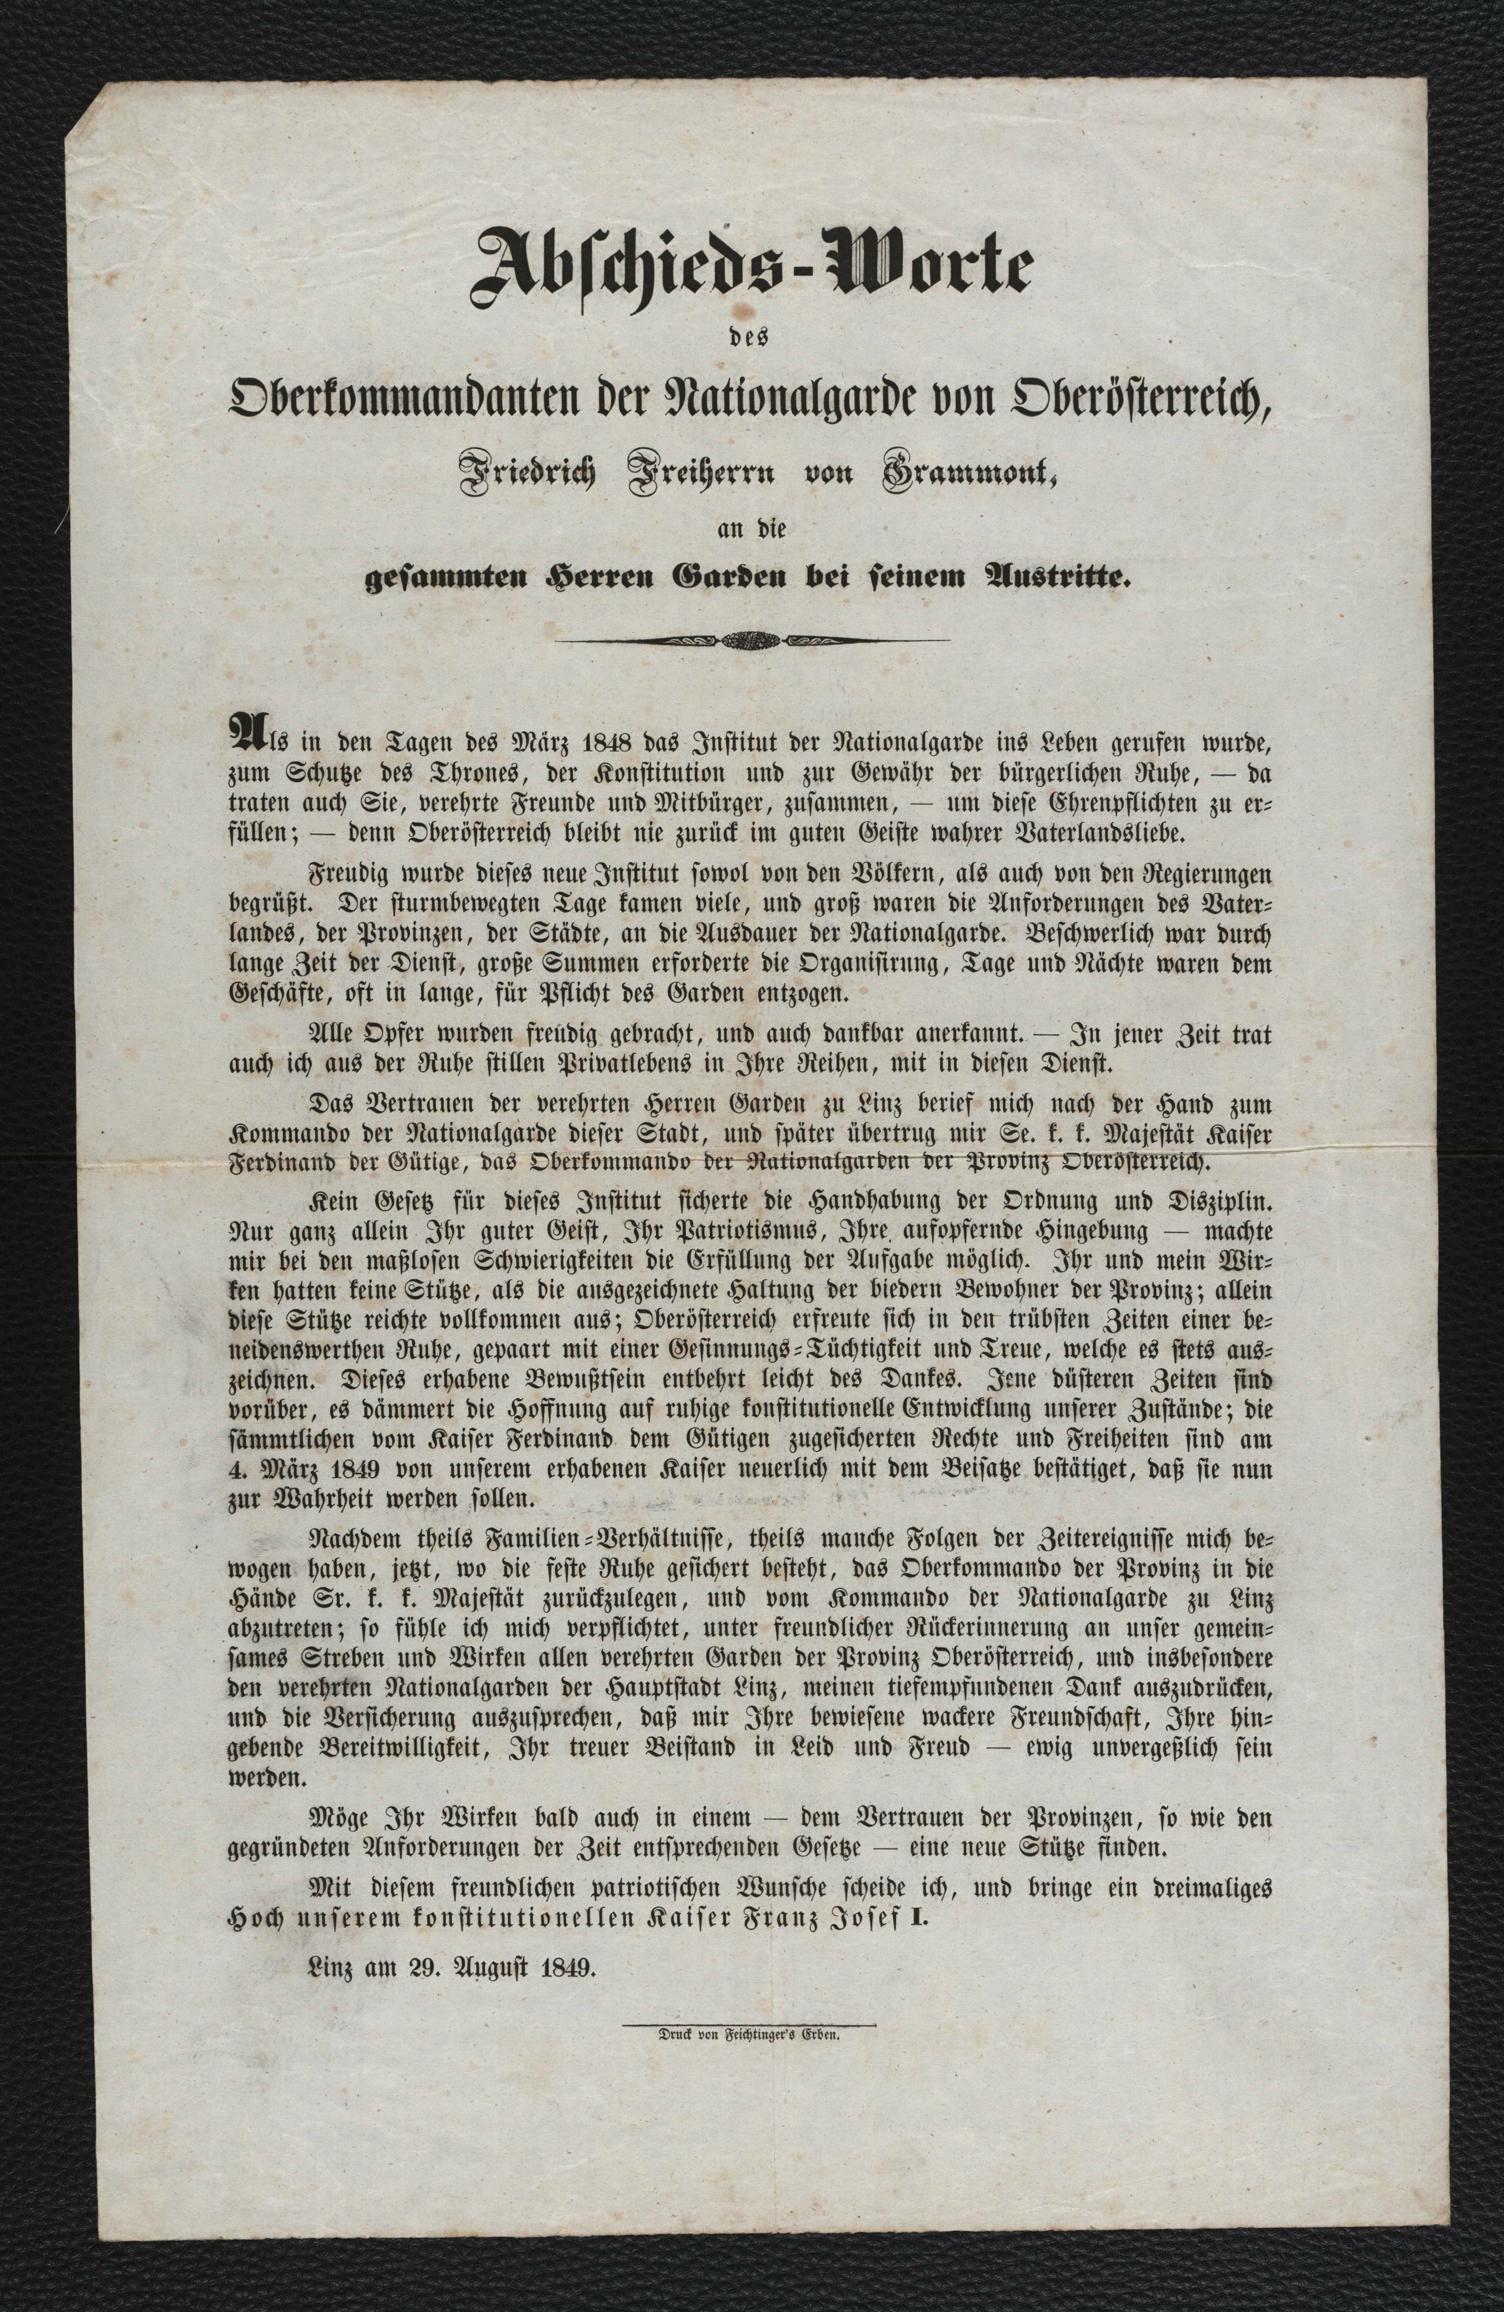 Abschieds-Worte
des
Oberkommandanten der Nationalgarde von Oberösterreich,
Friedrich Freiherrn von Grammont,
an die
gesammten Herren Garden bei seinem Austritte.
Als in den Tagen des März 1848 das Institut der Nationalgarde ins Leben gerufen wurde,
zum Schutze des Thrones, der Konstitution und zur Gewähr der bürgerlichen Ruhe, — da
traten auch Sie, verehrte Freunde und Mitbürger, zusammen, — um diese Ehrenpflichten zu er-
füllen; — denn Oberösterreich bleibt nie zurück im guten Geiste wahrer Vaterlandsliebe.
Freudig wurde dieses neue Institut sowol von den Völkern, als auch von den Regierungen
begrüßt. Der sturmbewegten Tage kamen viele, und groß waren die Anforderungen des Vater-
landes, der Provinzen, der Städte, an die Ausdauer der Nationalgarde. Beschwerlich war durch
lange Zeit der Dienst, große Summen erforderte die Organisirung, Tage und Nächte waren dem
Geschäfte, oft in lange, für Pflicht des Garden entzogen.
Alle Opfer wurden freudig gebracht, und auch dankbar anerkannt. — In jener Zeit trat
auch ich aus der Ruhe stillen Privatlebens in Ihre Reihen, mit in diesen Dienst.
Das Vertrauen der verehrten Herren Garden zu Linz berief mich nach der Hand zum
Kommando der Nationalgarde dieser Stadt, und später übertrug mir Se. k. k. Majestät Kaiser
Ferdinand der Gütige, das Oberkommando der Nationalgarden der Provinz Oberösterreich.
Kein Gesetz für dieses Institut sicherte die Handhabung der Ordnung und Disziplin.
Nur ganz allein Ihr guter Geist, Ihr Patriotismus, Ihre aufopfernde Hingebung — machte
mir bei den maßlosen Schwierigkeiten die Erfüllung der Aufgabe möglich. Ihr und mein Wir-
ken hatten keine Stütze, als die ausgezeichnete Haltung der biedern Bewohner der Provinz; allein
diese Stütze reichte vollkommen aus; Oberösterreich erfreute sich in den trübsten Zeiten einer be-
neidenswerthen Ruhe, gepaart mit einer Gesinnungs-Tüchtigkeit und Treue, welche es stets aus-
zeichnen. Dieses erhabene Bewußtsein entbehrt leicht des Dankes. Jene düsteren Zeiten sind
vorüber, es dämmert die Hoffnung auf ruhige konstitutionelle Entwicklung unserer Zustände; die
sämmtlichen vom Kaiser Ferdinand dem Gütigen zugesicherten Rechte und Freiheiten sind am
4. März 1849 von unserem erhabenen Kaiser neuerlich mit dem Beisatze bestätiget, daß sie nun
zur Wahrheit werden sollen.
Nachdem theils Familien-Verhältnisse, theils manche Folgen der Zeitereignisse mich be-
wogen haben, jetzt, wo die feste Ruhe gesichert besteht, das Oberkommando der Provinz in die
Hände Sr. k. k. Majestät zurückzulegen, und vom Kommando der Nationalgarde zu Linz
abzutreten; so fühle ich mich verpflichtet, unter freundlicher Rückerinnerung an unser gemein-
sames Streben und Wirken allen verehrten Garden der Provinz Oberösterreich, und insbesondere
den verehrten Nationalgarden der Hauptstadt Linz, meinen tiefempfundenen Dank auszudrücken,
und die Versicherung auszusprechen, daß mir Ihre bewiesene wackere Freundschaft, Ihre hin-
gebende Bereitwilligkeit, Ihr treuer Beistand in Leid und Freud — ewig unvergeßlich sein
werden.
Möge Ihr Wirken bald auch in einem — dem Vertrauen der Provinzen, so wie den
gegründeten Anforderungen der Zeit entsprechenden Gesetze — eine neue Stütze finden.
Mit diesem freundlichen patriotischen Wunsche scheide ich, und bringe ein dreimaliges
Hoch unserem konstitutionellen Kaiser Franz Josef I.
Linz am 29. August 1849.
Druck von Feichtinger's Erben.